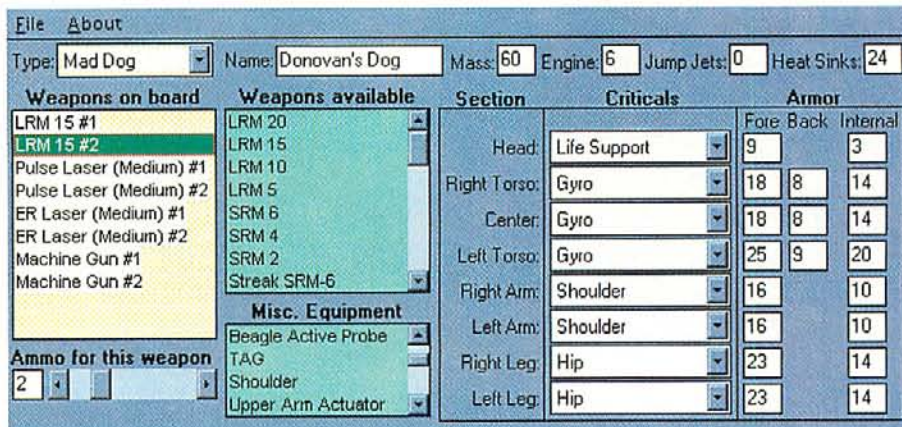 File About
Type: Mad Dog Name: Donovan's Dog Mass: 60 Engine: 6 Jump Jets: 0 Heat Sinks: 24
Weapons on board
LRM 15 #1
LRM 15 #2
Pulse Laser (Medium) #1
Pulse Laser (Medium) #2
ER Laser (Medium) #1
ER Laser (Medium) #2
Machine Gun #1
Machine Gun #2
Ammo for this weapon
2
Weapons available
LRM 20
LRM 15
LRM 10
LRM 5
SRM 6
SRM 4
SRM 2
Streak SRM-6
Misc. Equipment
Beagle Active Probe
TAG
Shoulder
Upper Arm Actuator
Section Criticals Armor
Fore Back Internal
Head: Life Support 9 3
Right Torso: Gyro 18 8 14
Center: Gyro 18 8 14
Left Torso: Gyro 25 9 20
Right Arm: Shoulder 16 10
Left Arm: Shoulder 16 10
Right Leg: Hip 23 14
Left Leg: Hip 23 14